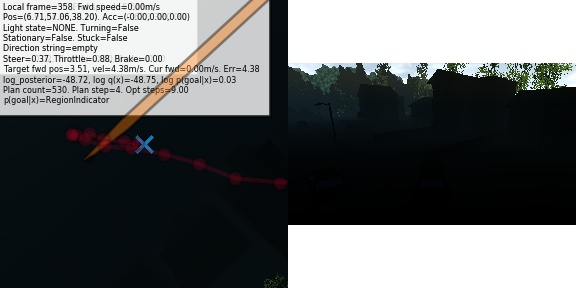 Local frame=358. Fwd speed=0.00m/s
Pos=(6.71,57.06,38.20). Acc=(-0.00,0.00,0.00)
Light state=NONE. Turning=False
Stationary=False. Stuck=False
Direction string=empty
Steer=0.37, Throttle=0.88, Brake=0.00
Target fwd pos=3.51, vel=4.38m/s. Cur fwd=0.00m/s. Err=4.38
log_posterior=-48.72, log q(x)=-48.75, log p(goal|x)=0.03
Plan count=530. Plan step=4. Opt steps=9.00
p(goal|x)=RegionIndicator